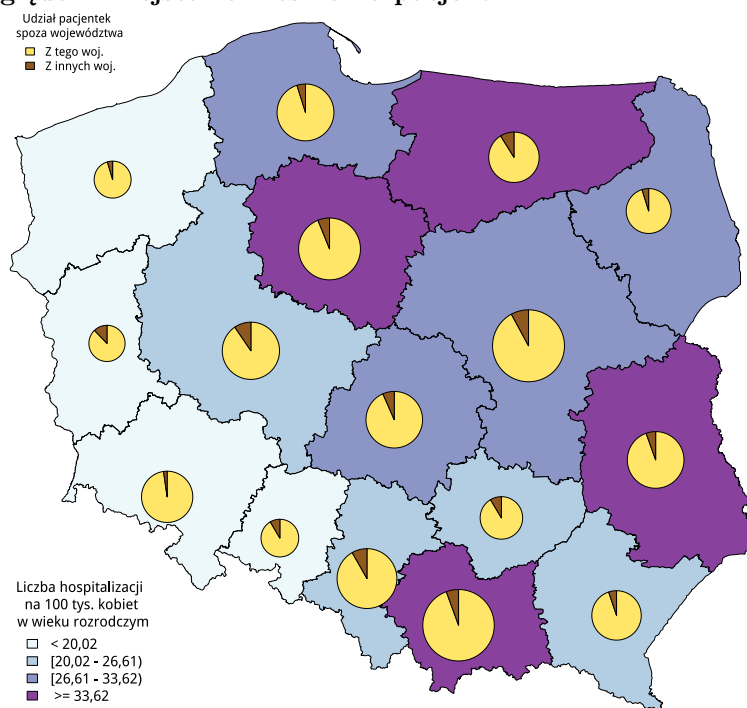 Udział pacjentek
spoza województwa
Z tego woj.
Z innych woj.
Liczba hospitalizacji
na 100 tys. kobiet
w wieku rozrodczym
< 20,02
[20,02 - 26,61)
[26,61 - 33,62)
>= 33,62